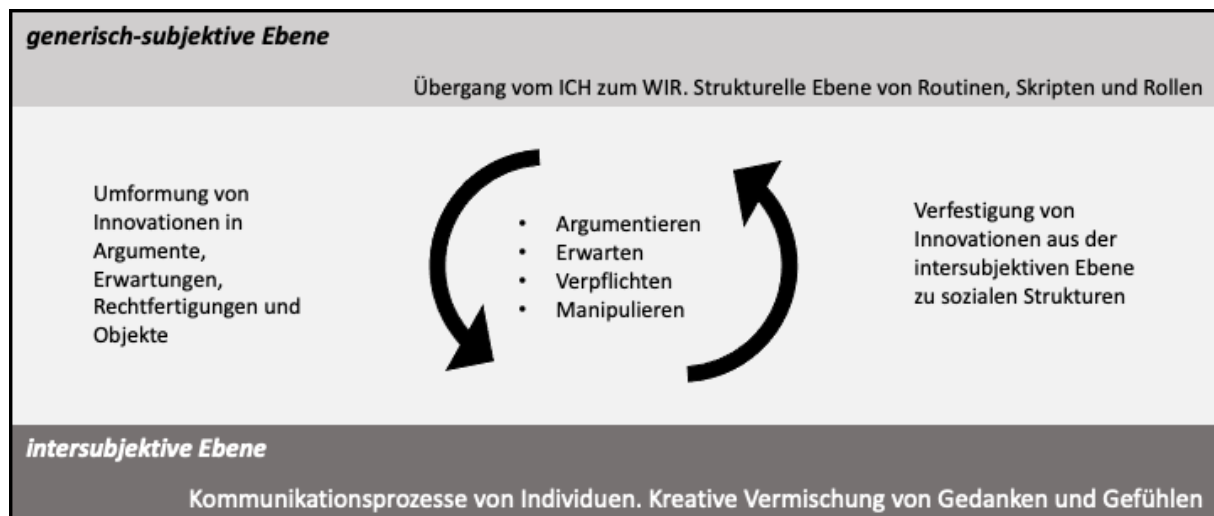 generisch-subjektive Ebene
Übergang vom ICH zum WIR. Strukturelle Ebene von Routinen, Skripten und Rollen
Umformung von
Innovationen in
Argumente,
Erwartungen,
Rechtfertigungen und
Objekte
• Argumentieren
• Erwarten
• Verpflichten
• Manipulieren
Verfestigung von
Innovationen aus der
intersubjektiven Ebene
zu sozialen Strukturen
intersubjektive Ebene
Kommunikationsprozesse von Individuen. Kreative Vermischung von Gedanken und Gefühlen